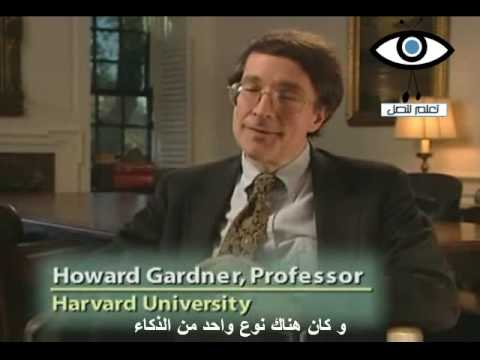 تعلم لتصل
Howard Gardner, Professor
Harvard University
و كان هناك نوع واحد من الذكاء